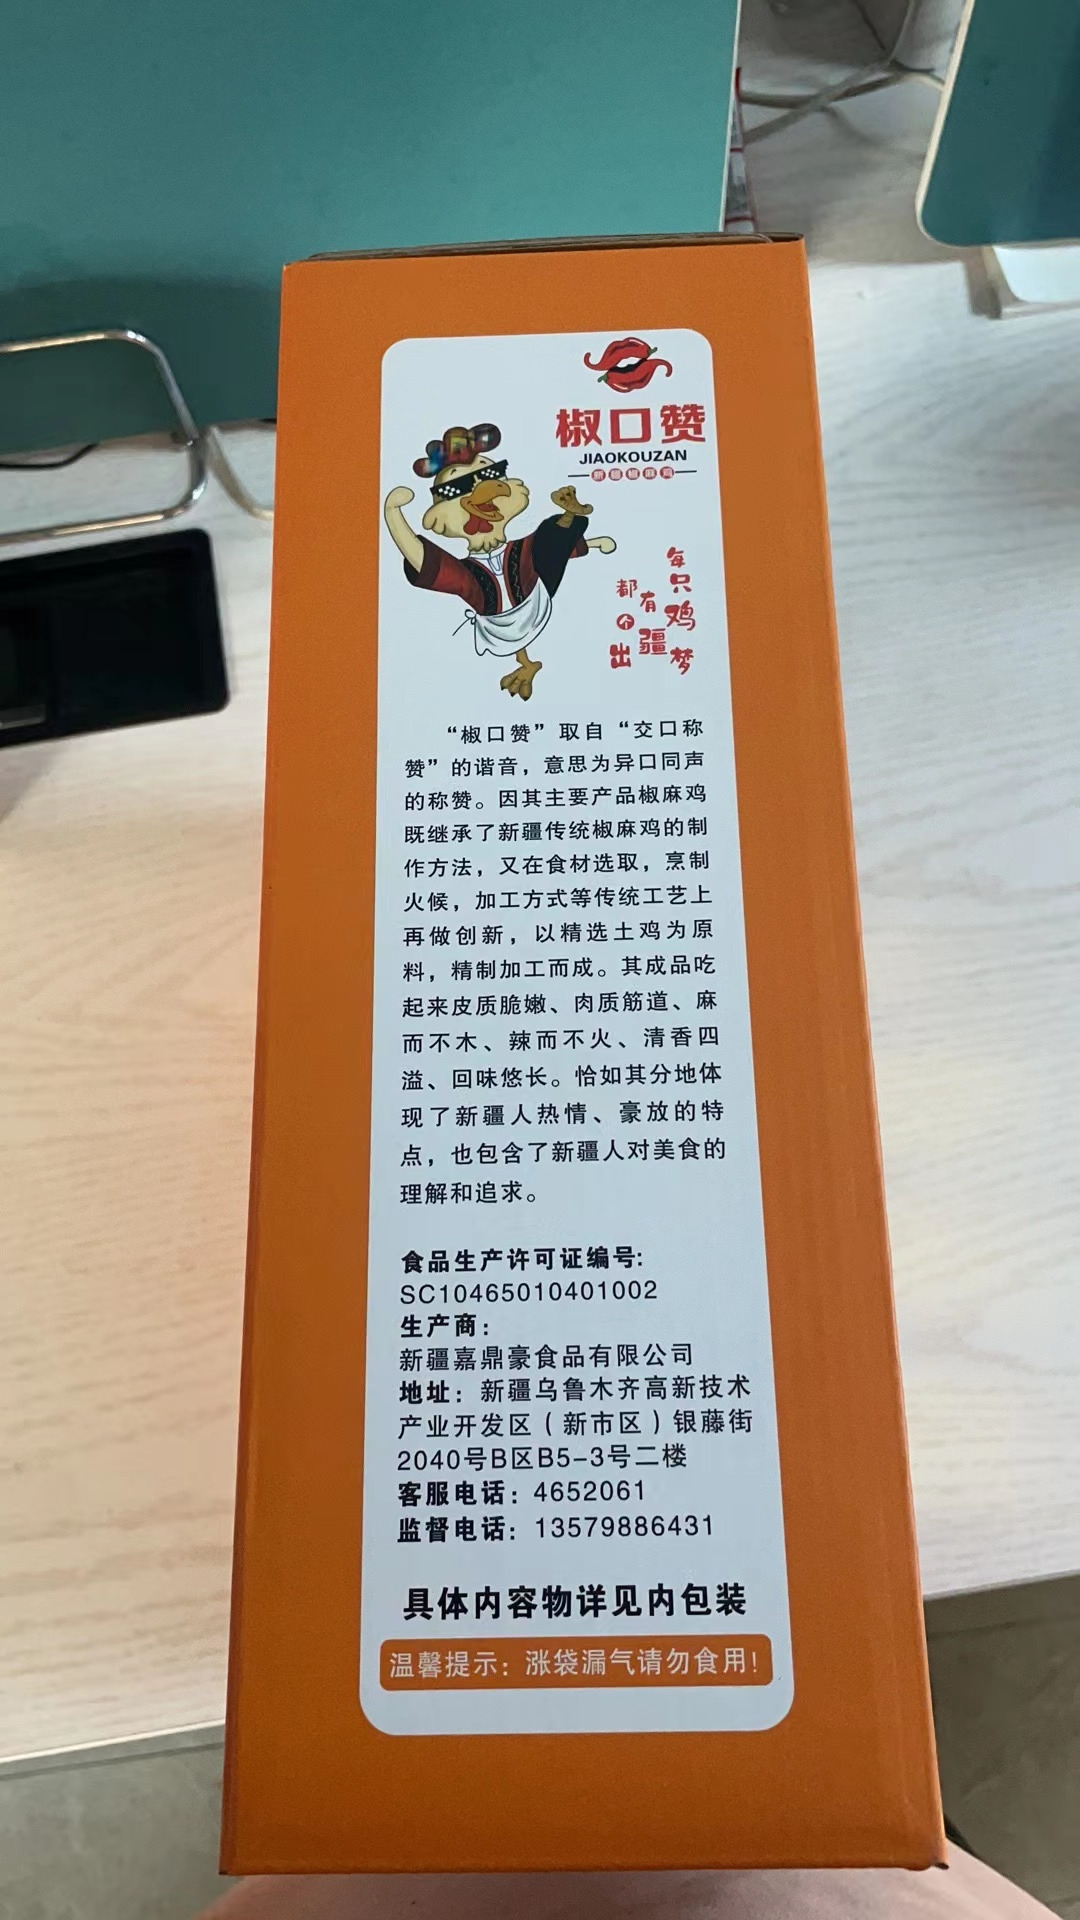 椒口赞
JIAOKOUZAN
新疆椒麻鸡
每只鸡
都有个
出疆梦
“椒口赞”取自“交口称
赞”的谐音，意思为异口同声
的称赞。因其主要产品椒麻鸡
既继承了新疆传统椒麻鸡的制
作方法，又在食材选取，烹制
火候，加工方式等传统工艺上
再做创新，以精选土鸡为原
料，精制加工而成。其成品吃
起来皮质脆嫩、肉质筋道、麻
而不木、辣而不火、清香四
溢、回味悠长。恰如其分地体
现了新疆人热情、豪放的特
点，也包含了新疆人对美食的
理解和追求。
食品生产许可证编号:
SC10465010401002
生产商:
新疆嘉鼎豪食品有限公司
地址: 新疆乌鲁木齐高新技术
产业开发区（新市区）银藤街
2040号B区B5-3号二楼
客服电话: 4652061
监督电话: 13579886431
具体内容物详见内包装
温馨提示: 涨袋漏气请勿食用!